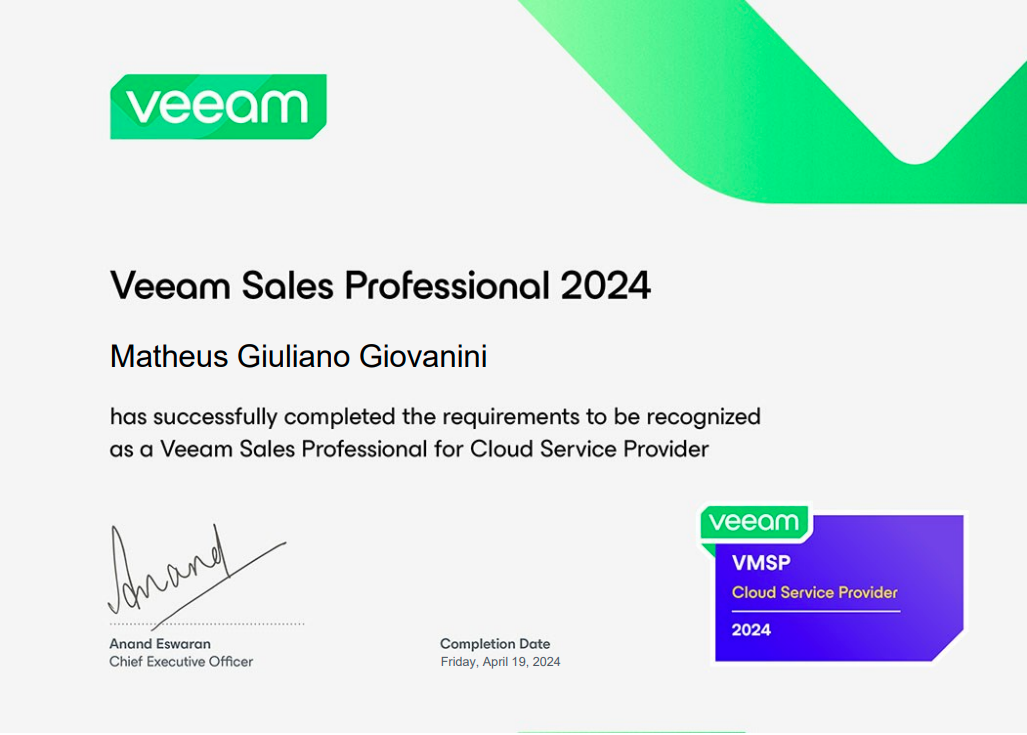 veeam
Veeam Sales Professional 2024
Matheus Giuliano Giovanini
has successfully completed the requirements to be recognized
as a Veeam Sales Professional for Cloud Service Provider
Anand
Anand Eswaran
Chief Executive Officer
Completion Date
Friday, April 19, 2024
veeam
VMSP
Cloud Service Provider
2024